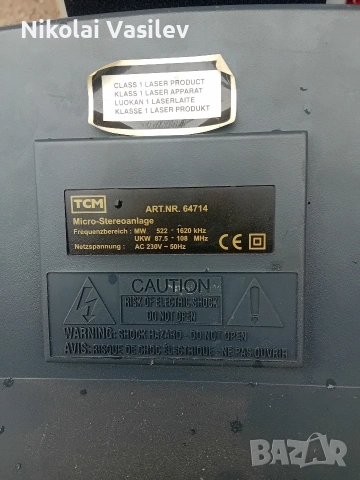 Nikolai Vasilev
CLASS 1 LASER PRODUCT
KLASS 1 LASER APPARAT
LUOKAN 1 LASERLAITE
KLASSE 1 LASER PRODUKT
TCM
ART.NR. 64714
Micro-Stereoanlage
Frequenzbereich : MW 522 - 1620 kHz
UKW 87.5 - 108 MHz
Netzspannung : AC 230V ~ 50Hz
CE
CAUTION
RISK OF ELECTRIC SHOCK
DO NOT OPEN
WARNING: SHOCK HAZARD - DO NOT OPEN
AVIS: RISQUE DE CHOC ELECTRIQUE - NE PAS OUVRIR
BAZAR